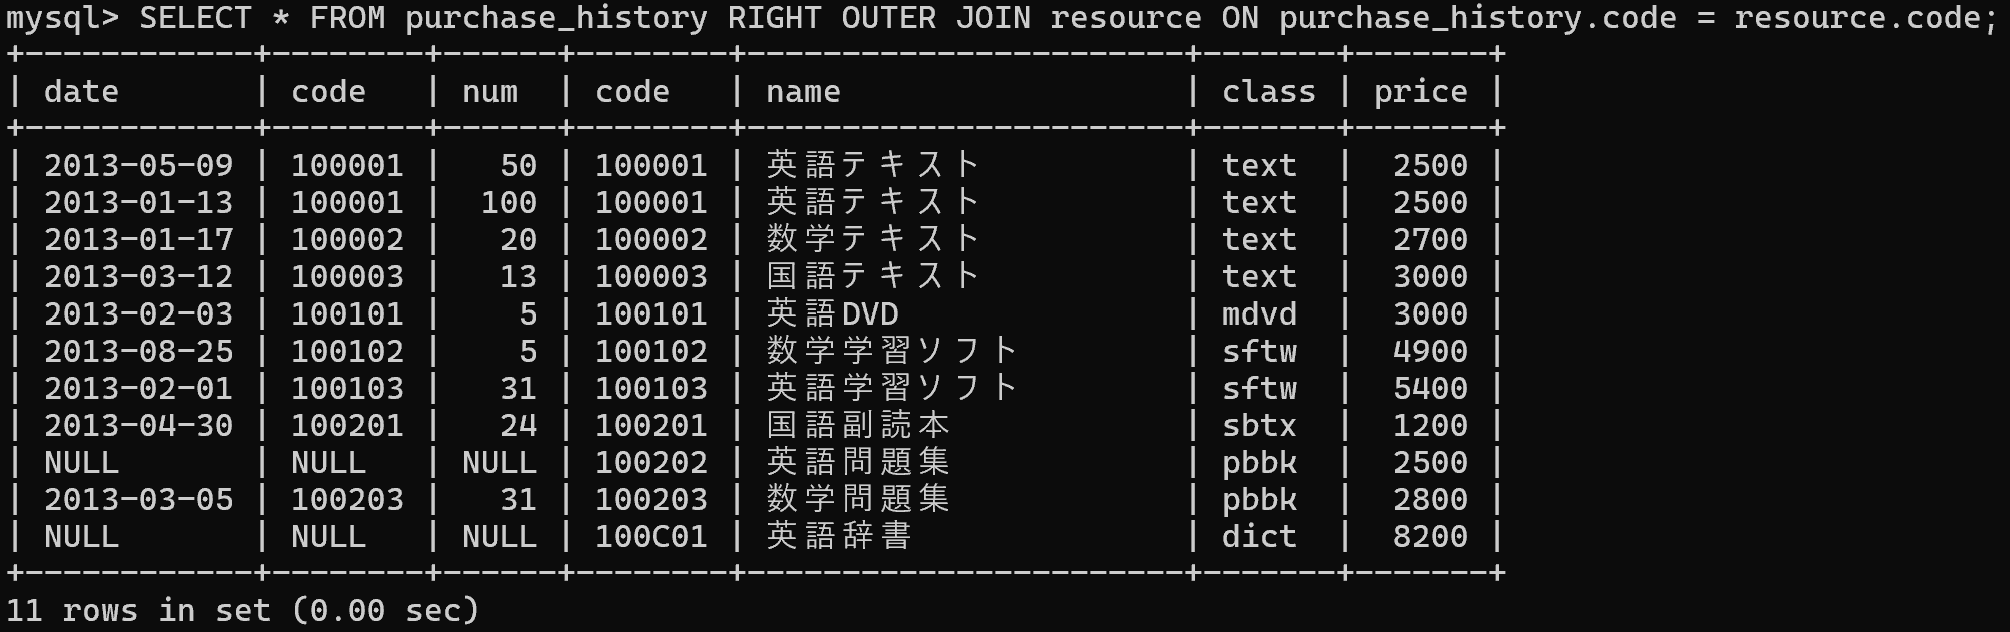 mysql> SELECT * FROM purchase_history RIGHT OUTER JOIN resource ON purchase_history.code = resource.code;
+------------+--------+------+--------+-----------------------+-------+-------+
| date       | code   | num  | code   | name                  | class | price |
+------------+--------+------+--------+-----------------------+-------+-------+
| 2013-05-09 | 100001 |   50 | 100001 | 英語テキスト          | text  |  2500 |
| 2013-01-13 | 100001 |  100 | 100001 | 英語テキスト          | text  |  2500 |
| 2013-01-17 | 100002 |   20 | 100002 | 数学テキスト          | text  |  2700 |
| 2013-03-12 | 100003 |   13 | 100003 | 国語テキスト          | text  |  3000 |
| 2013-02-03 | 100101 |    5 | 100101 | 英語DVD               | mdvd  |  3000 |
| 2013-08-25 | 100102 |    5 | 100102 | 数学学習ソフト        | sftw  |  4900 |
| 2013-02-01 | 100103 |   31 | 100103 | 英語学習ソフト        | sftw  |  5400 |
| 2013-04-30 | 100201 |   24 | 100201 | 国語副読本            | sbtx  |  1200 |
| NULL       | NULL   | NULL | 100202 | 英語問題集            | pbbk  |  2500 |
| 2013-03-05 | 100203 |   31 | 100203 | 数学問題集            | pbbk  |  2800 |
| NULL       | NULL   | NULL | 100C01 | 英語辞書              | dict  |  8200 |
+------------+--------+------+--------+-----------------------+-------+-------+
11 rows in set (0.00 sec)